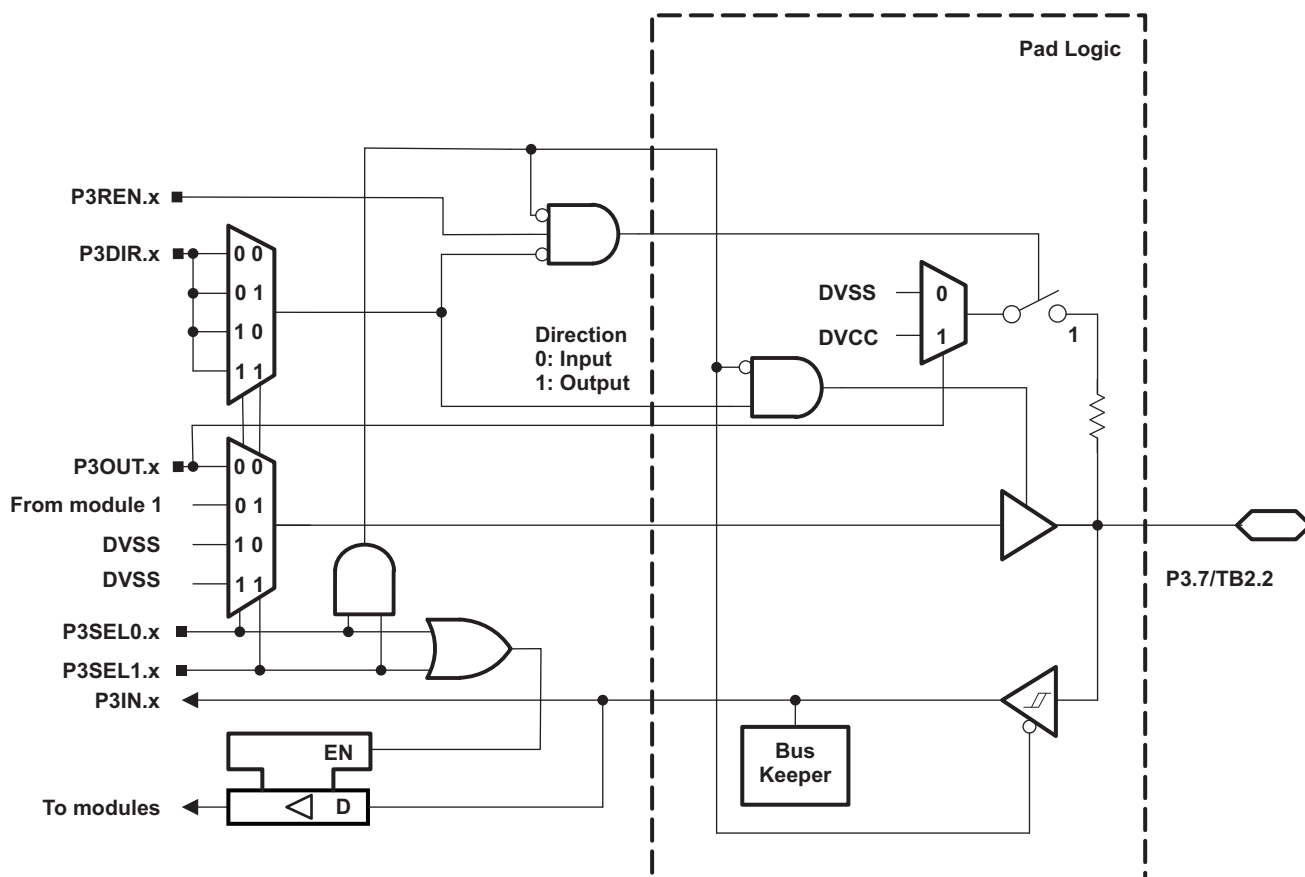 Pad Logic
P3REN.x
P3DIR.x
0 0
0 1
1 0
1 1
Direction
0: Input
1: Output
DVSS
0
DVCC
1
1
P3OUT.x
0 0
From module 1
0 1
DVSS
1 0
DVSS
1 1
P3.7/TB2.2
P3SEL0.x
P3SEL1.x
P3IN.x
EN
Bus
Keeper
To modules
D